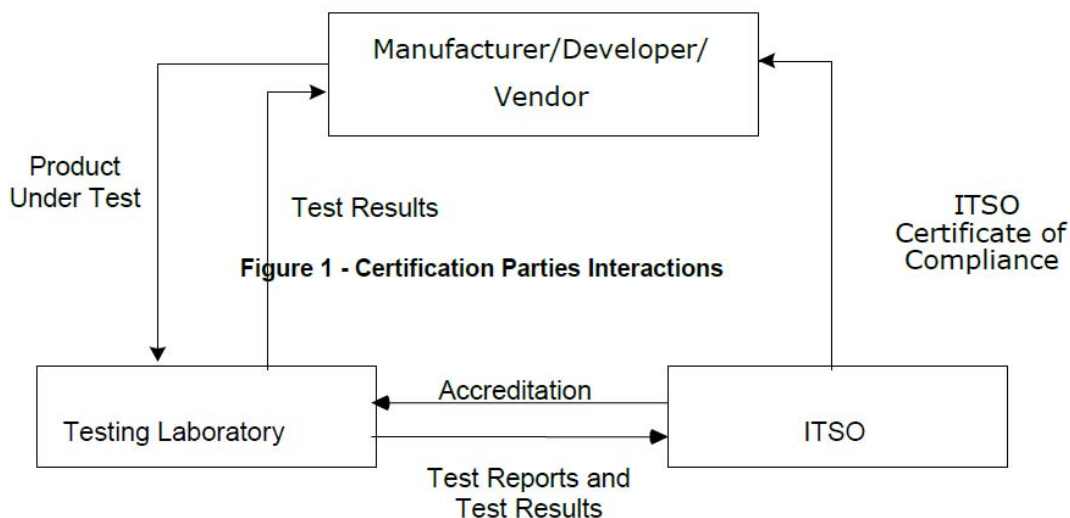 Manufacturer/Developer/
Vendor
Product
Under Test
Test Results
ITSO
Certificate of
Compliance
Figure 1 - Certification Parties Interactions
Accreditation
Testing Laboratory
ITSO
Test Reports and
Test Results